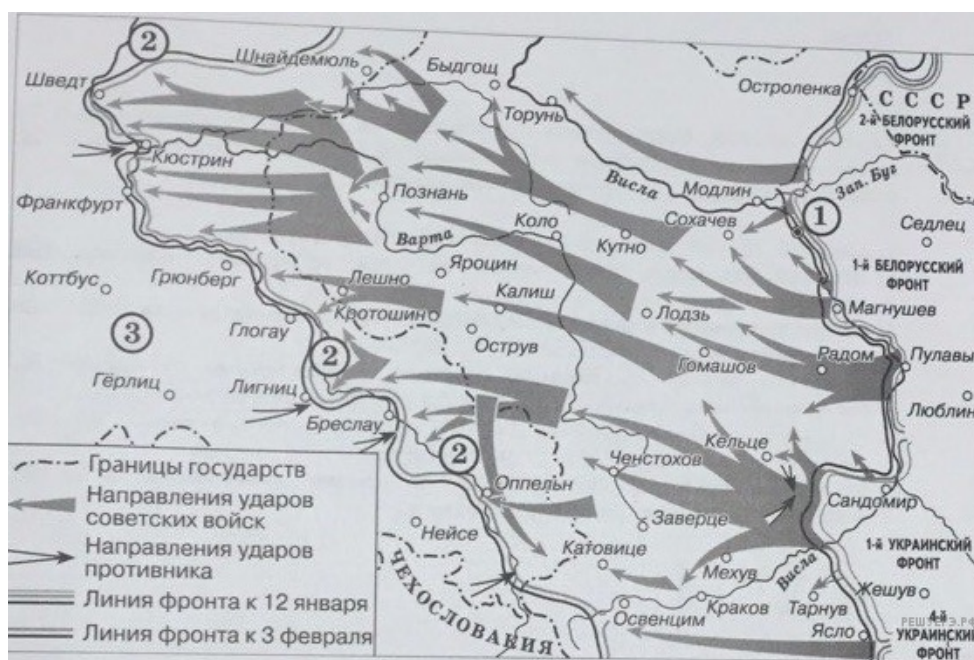 2
Шнайдемюль
Быдгощ
Шведт
Торунь
Остроленка
СССР
2-й БЕЛОРУССКИЙ
ФРОНТ
Кюстрин
Познань
Висла
Модлин
Зап. Буг
Франкфурт
Варта
Коло
Сохачев
1
Кутно
Седлец
1-й БЕЛОРУССКИЙ
ФРОНТ
Коттбус
Грюнберг
Лешно
Яроцин
Калиш
Магнушев
Кротошин
Лодзь
3
Глогау
2
Острув
Гомашов
Радом
Пулавы
Гёрлиц
Лигниц
Люблин
Бреслау
2
Кельце
Ченстохов
Оппельн
Сандомир
Заверце
Нейсе
1-й УКРАИНСКИЙ
ФРОНТ
Катовице
Мехув
Висла
Жешув
ЧЕХОСЛОВАКИЯ
Освенцим
Краков
Тарнув
4-й
УКРАИНСКИЙ
ФРОНТ
Ясло
Границы государств
Направления ударов
советских войск
Направления ударов
противника
Линия фронта к 12 января
Линия фронта к 3 февраля
РЕШУЕГЭ.РФ